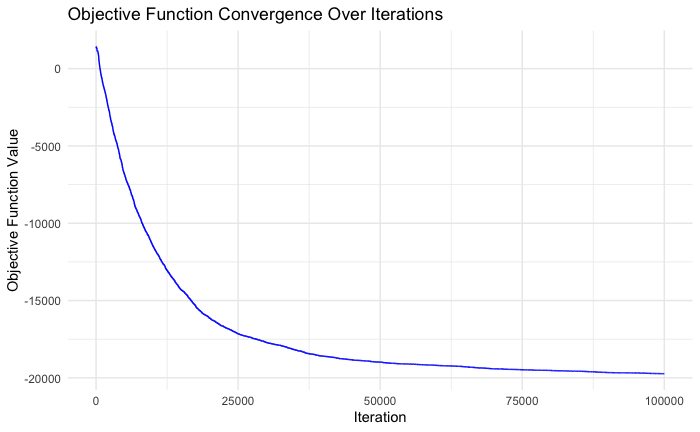 Objective Function Convergence Over Iterations
Objective Function Value
0
-5000
-10000
-15000
-20000
0 25000 50000 75000 100000
Iteration